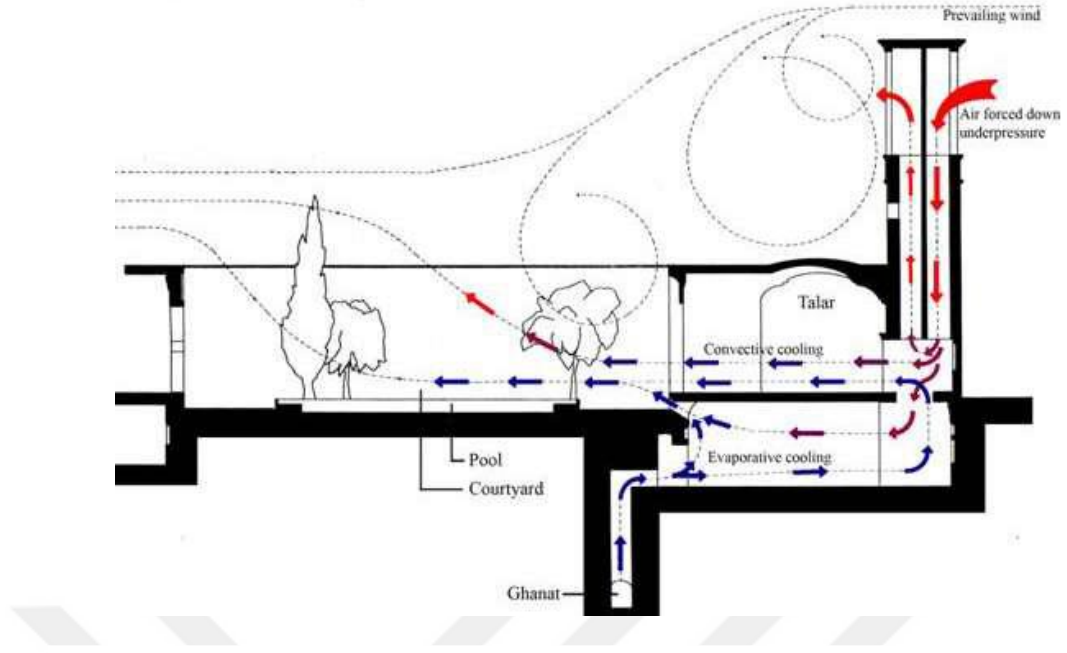 Prevailing wind
Air forced down
underpressure
Talar
Convective cooling
Evaporative cooling
Pool
Courtyard
Ghanat